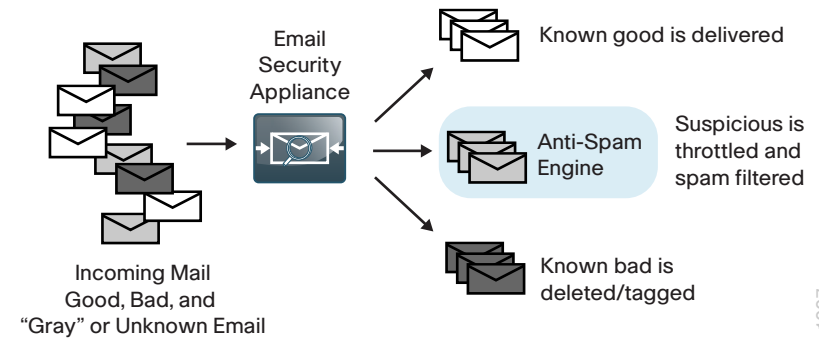 Email
Security
Appliance
Known good is delivered
Anti-Spam
Engine
Suspicious is
throttled and
spam filtered
Known bad is
deleted/tagged
Incoming Mail
Good, Bad, and
“Gray” or Unknown Email